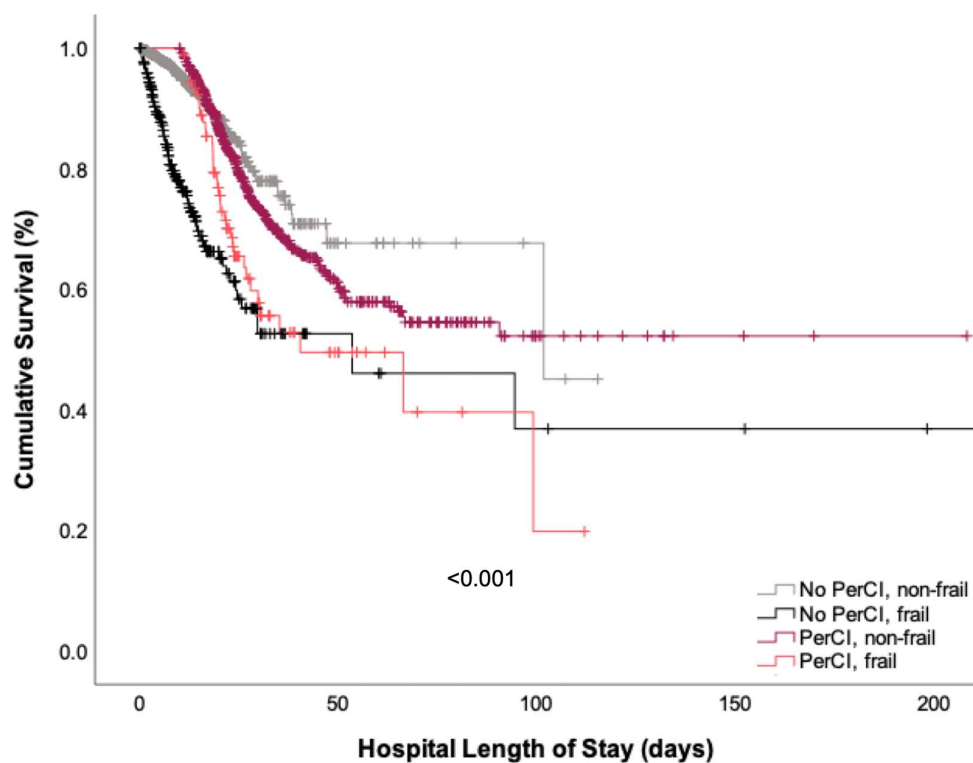 Cumulative Survival (%)
1.0
0.8
0.6
0.4
0.2
0.0
<0.001
No PerCI, non-frail
No PerCI, frail
PerCI, non-frail
PerCI, frail
0 50 100 150 200
Hospital Length of Stay (days)